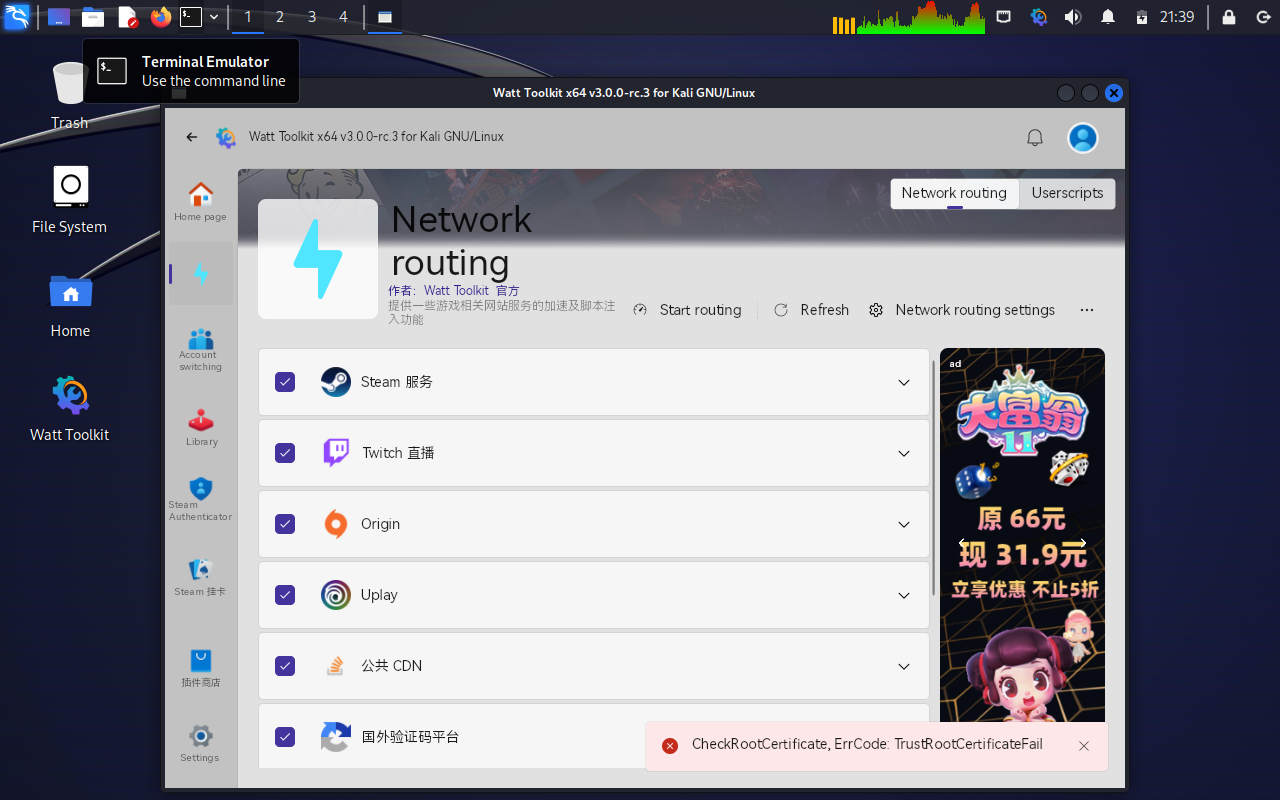 1 2 3 4
21:39
Terminal Emulator
Use the command line
Trash
File System
Home
Watt Toolkit
Watt Toolkit x64 v3.0.0-rc.3 for Kali GNU/Linux
Watt Toolkit x64 v3.0.0-rc.3 for Kali GNU/Linux
Home page
Account
switching
Library
Steam
Authenticator
Steam 挂卡
插件商店
Settings
Network routing
Userscripts
Network
routing
作者: Watt Toolkit 官方
提供一些游戏相关网站服务的加速及脚本注
入功能
Start routing
Refresh
Network routing settings
Steam 服务
Twitch 直播
Origin
Uplay
公共 CDN
国外验证码平台
ad
大富翁
11
原 66元
现 31.9元
立享优惠 不止5折
CheckRootCertificate, ErrCode: TrustRootCertificateFail